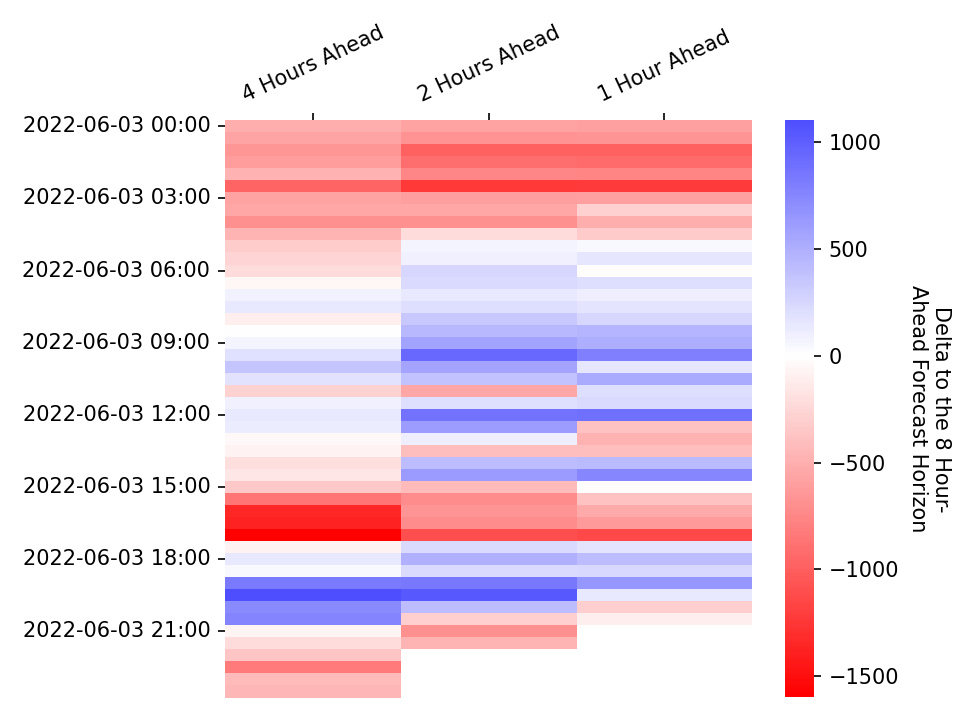 4 Hours Ahead
2 Hours Ahead
1 Hour Ahead
2022-06-03 00:00
2022-06-03 03:00
2022-06-03 06:00
2022-06-03 09:00
2022-06-03 12:00
2022-06-03 15:00
2022-06-03 18:00
2022-06-03 21:00
1000
500
0
−500
−1000
−1500
Delta to the 8 Hour-
Ahead Forecast Horizon